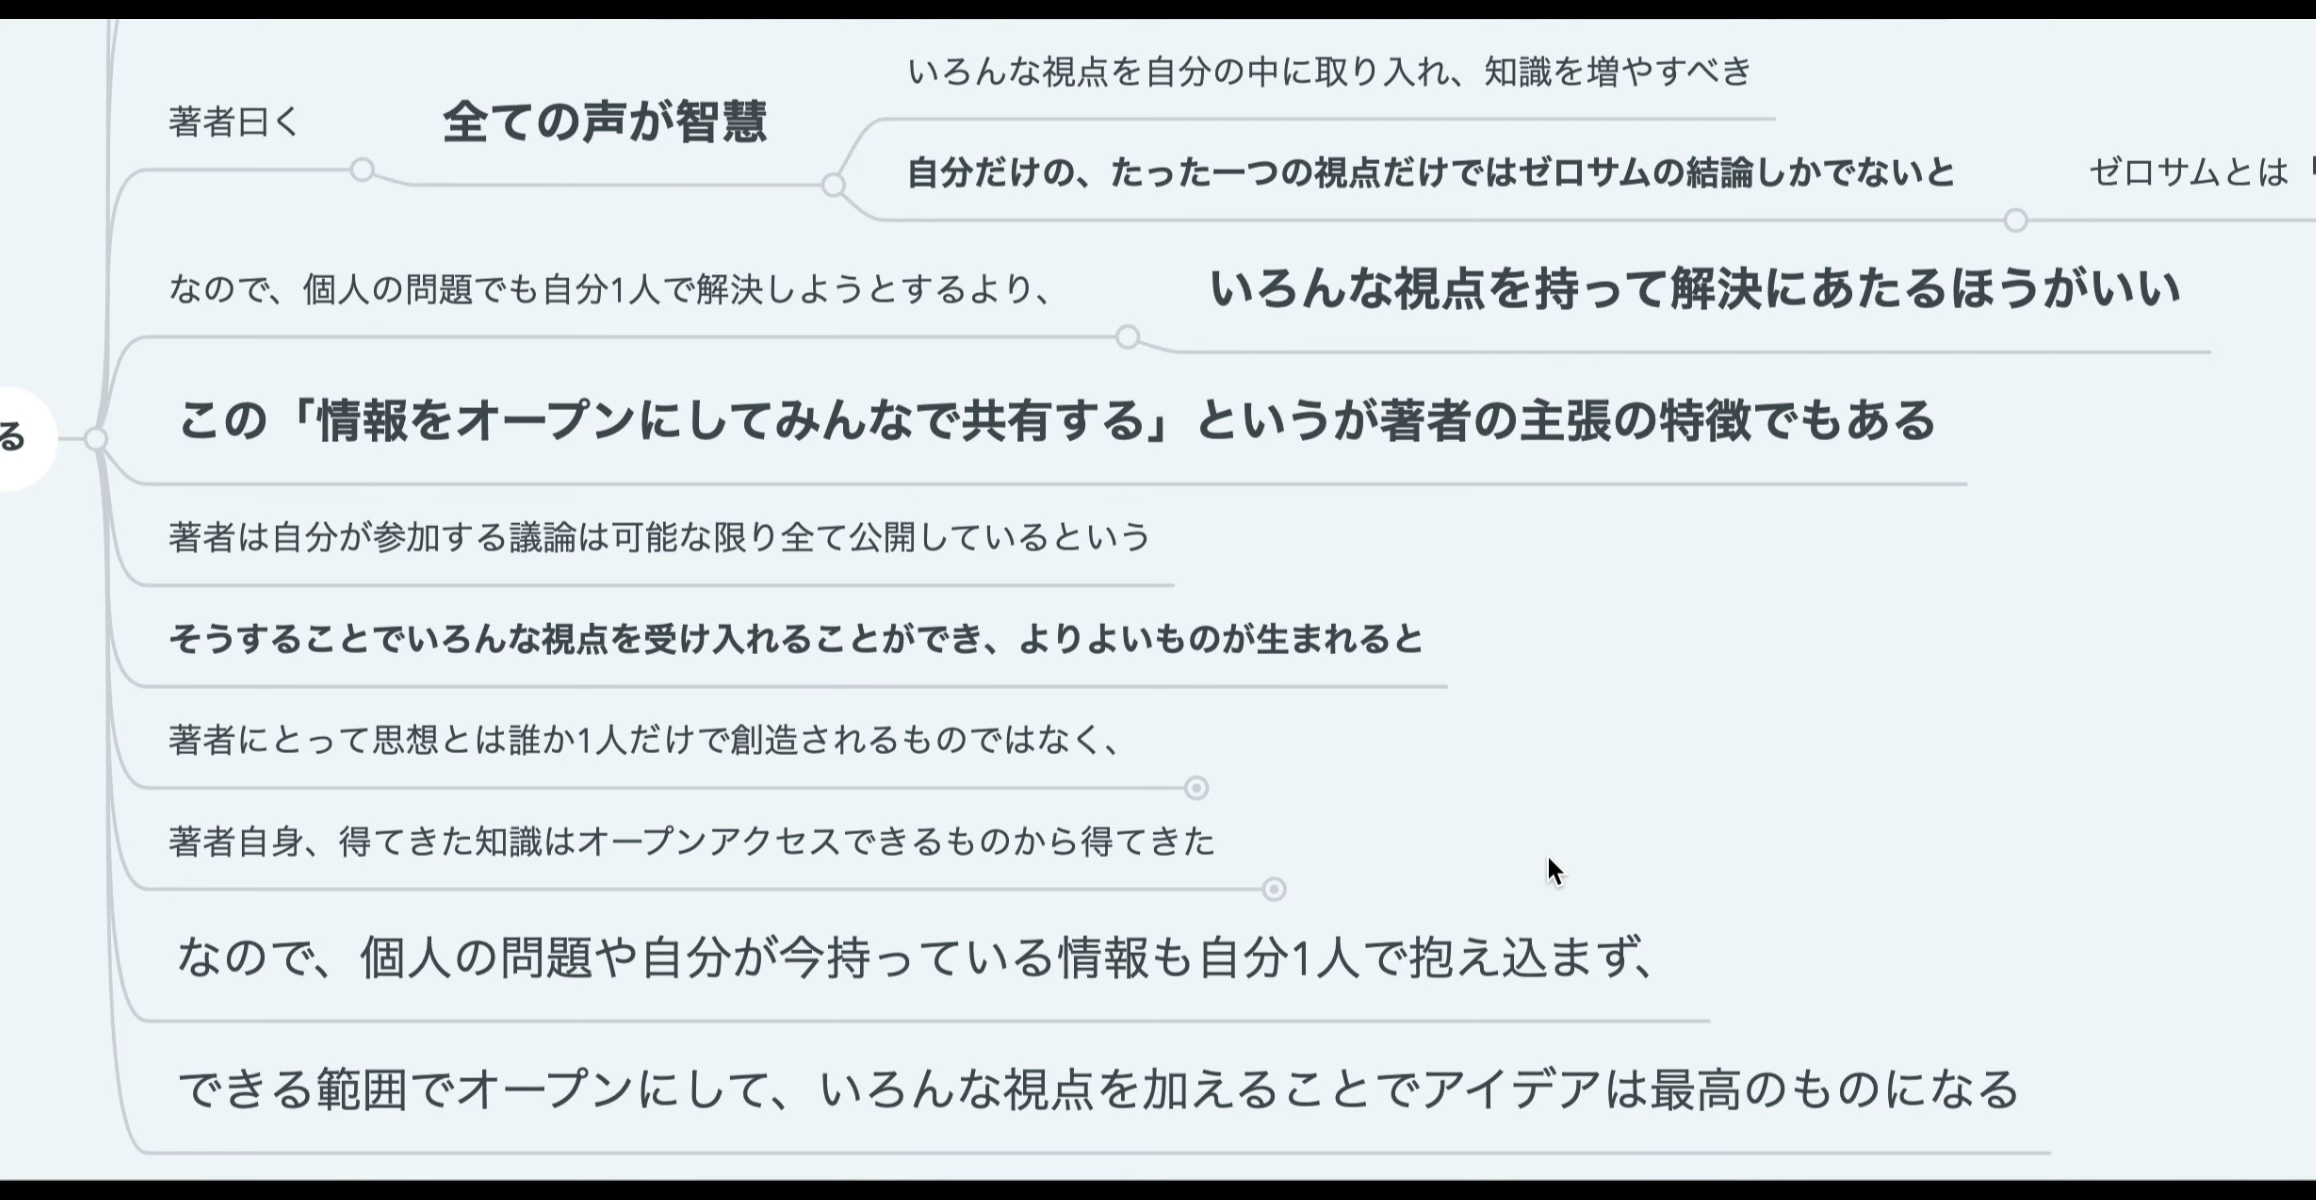 著者曰く
全ての声が智慧
いろんな視点を自分の中に取り入れ、知識を増やすべき
自分だけの、たった一つの視点だけではゼロサムの結論しかでないと
ゼロサムとは
なので、個人の問題でも自分1人で解決しようとするより、
いろんな視点を持って解決にあたるほうがいい
る
この「情報をオープンにしてみんなで共有する」というが著者の主張の特徴でもある
著者は自分が参加する議論は可能な限り全て公開しているという
そうすることでいろんな視点を受け入れることができ、よりよいものが生まれると
著者にとって思想とは誰か1人だけで創造されるものではなく、
著者自身、得てきた知識はオープンアクセスできるものから得てきた
なので、個人の問題や自分が今持っている情報も自分1人で抱え込まず、
できる範囲でオープンにして、いろんな視点を加えることでアイデアは最高のものになる